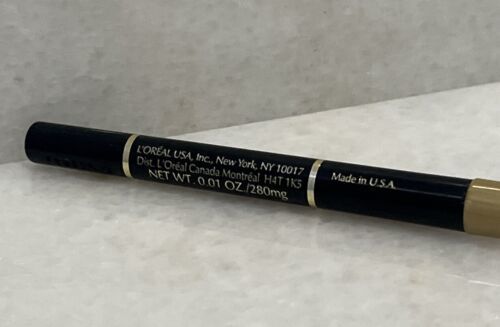 L'ORÉAL USA, Inc., New York, NY 10017
Dist. L'Oréal Canada Montréal H4T 1K5
NET WT. 0.01 OZ./280mg
Made in U.S.A.